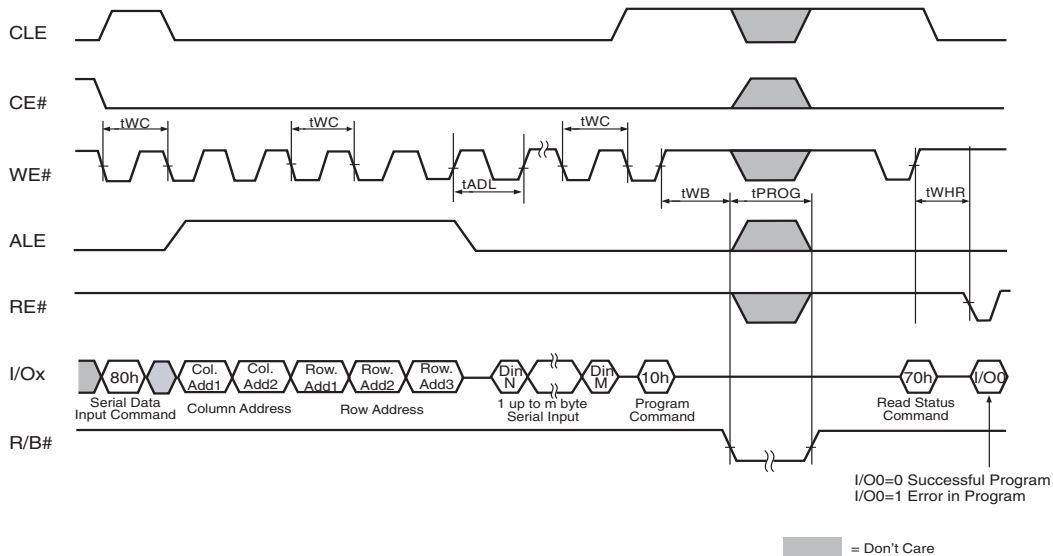 CLE
CE#
tWC
tWC
tWC
WE#
tADL
tWB
tPROG
tWHR
ALE
RE#
I/Ox
80h
Col.
Add1
Col.
Add2
Row.
Add1
Row.
Add2
Row.
Add3
Din
N
Din
M
10h
70h
I/O0
Serial Data
Input Command
Column Address
Row Address
1 up to m byte
Serial Input
Program
Command
Read Status
Command
R/B#
I/O0=0 Successful Program
I/O0=1 Error in Program
= Don't Care